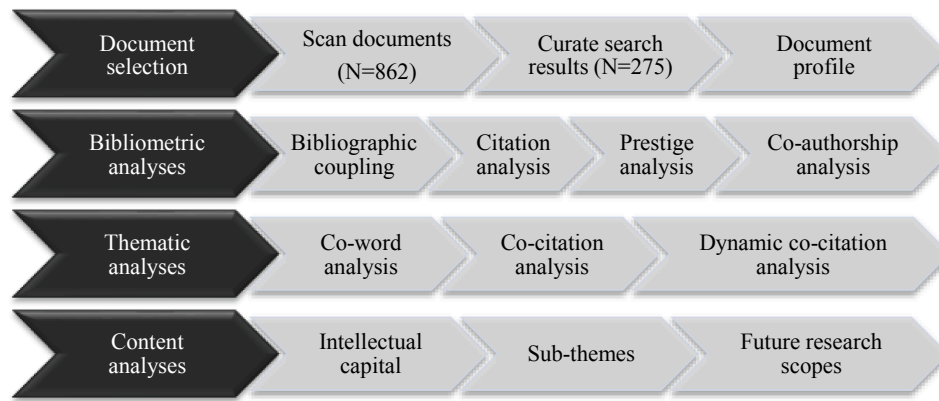 Document
selection
Scan documents
(N=862)
Curate search
results (N=275)
Document
profile
Bibliometric
analyses
Bibliographic
coupling
Citation
analysis
Prestige
analysis
Co-authorship
analysis
Thematic
analyses
Co-word
analysis
Co-citation
analysis
Dynamic co-citation
analysis
Content
analyses
Intellectual
capital
Sub-themes
Future research
scopes